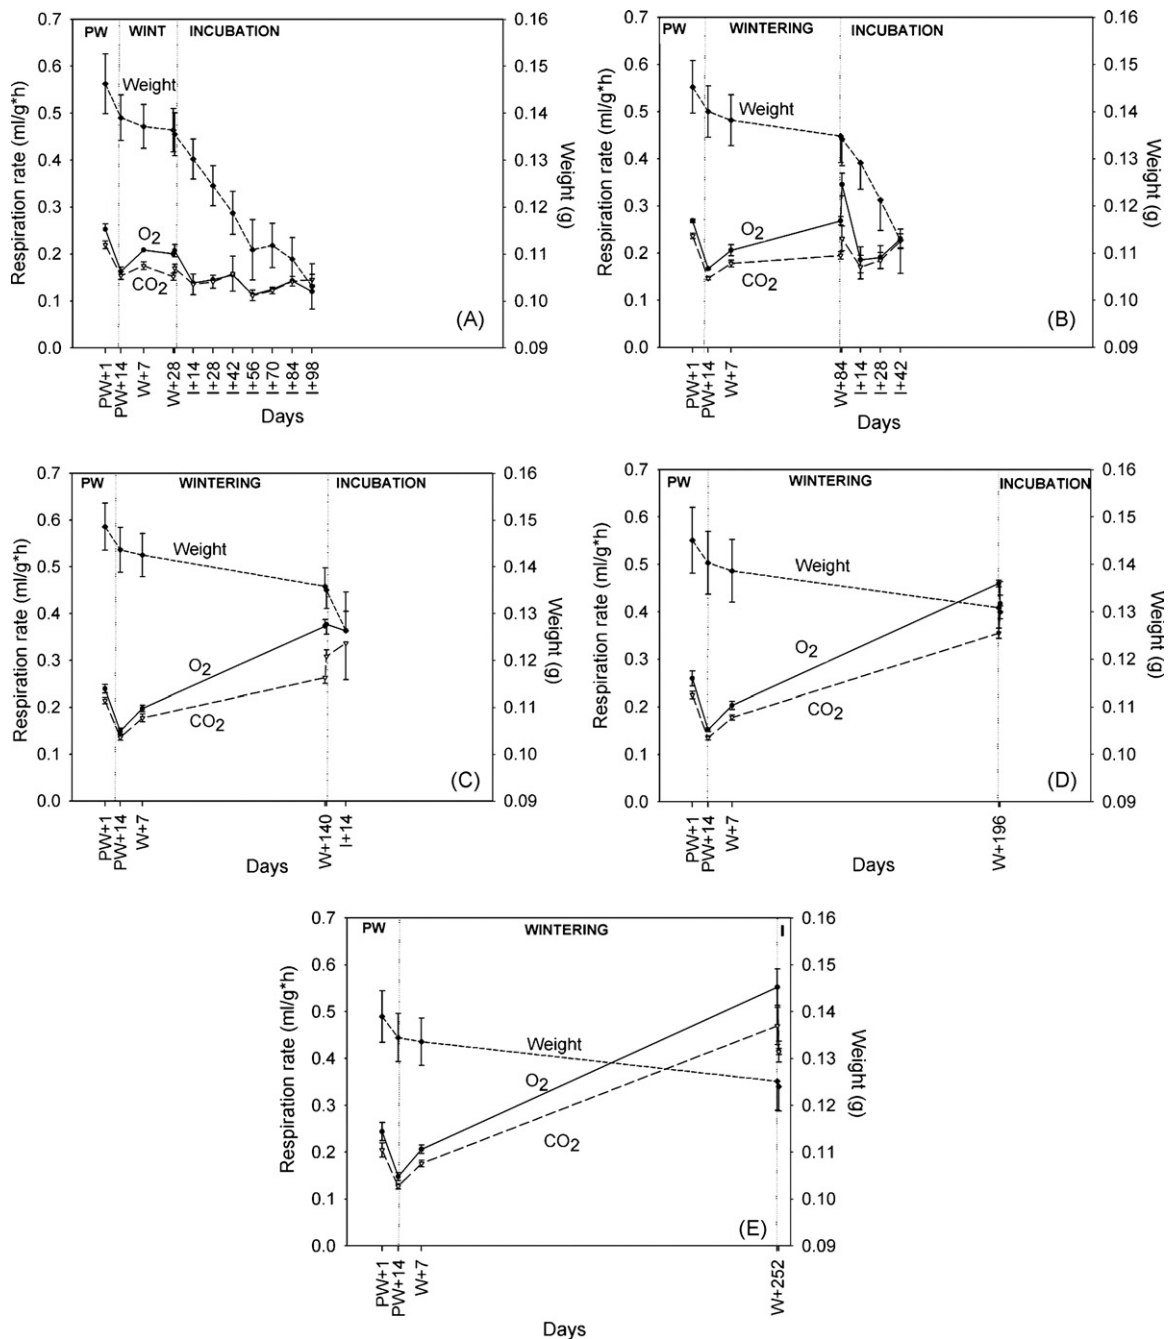 PW WINT INCUBATION
0.7
0.6
0.5
0.4
0.3
0.2
0.1
0.0
Respiration rate (ml/g*h)
Weight
O2
CO2
(A)
0.16
0.15
0.14
0.13
0.12
0.11
0.10
0.09
Weight (g)
PW+1
PW+14
W+7
W+28
I+14
I+28
I+42
I+56
I+70
I+84
I+98
Days
PW WINTERING INCUBATION
0.7
0.6
0.5
0.4
0.3
0.2
0.1
0.0
Respiration rate (ml/g*h)
Weight
O2
CO2
(B)
0.16
0.15
0.14
0.13
0.12
0.11
0.10
0.09
Weight (g)
PW+1
PW+14
W+7
W+84
I+14
I+28
I+42
Days
PW WINTERING INCUBATION
0.7
0.6
0.5
0.4
0.3
0.2
0.1
0.0
Respiration rate (ml/g*h)
Weight
O2
CO2
(C)
0.16
0.15
0.14
0.13
0.12
0.11
0.10
0.09
Weight (g)
PW+1
PW+14
W+7
W+140
I+14
Days
PW WINTERING INCUBATION
0.7
0.6
0.5
0.4
0.3
0.2
0.1
0.0
Respiration rate (ml/g*h)
Weight
O2
CO2
(D)
0.16
0.15
0.14
0.13
0.12
0.11
0.10
0.09
Weight (g)
PW+1
PW+14
W+7
W+196
Days
PW WINTERING I
0.7
0.6
0.5
0.4
0.3
0.2
0.1
0.0
Respiration rate (ml/g*h)
Weight
O2
CO2
(E)
0.16
0.15
0.14
0.13
0.12
0.11
0.10
0.09
Weight (g)
PW+1
PW+14
W+7
W+252
Days